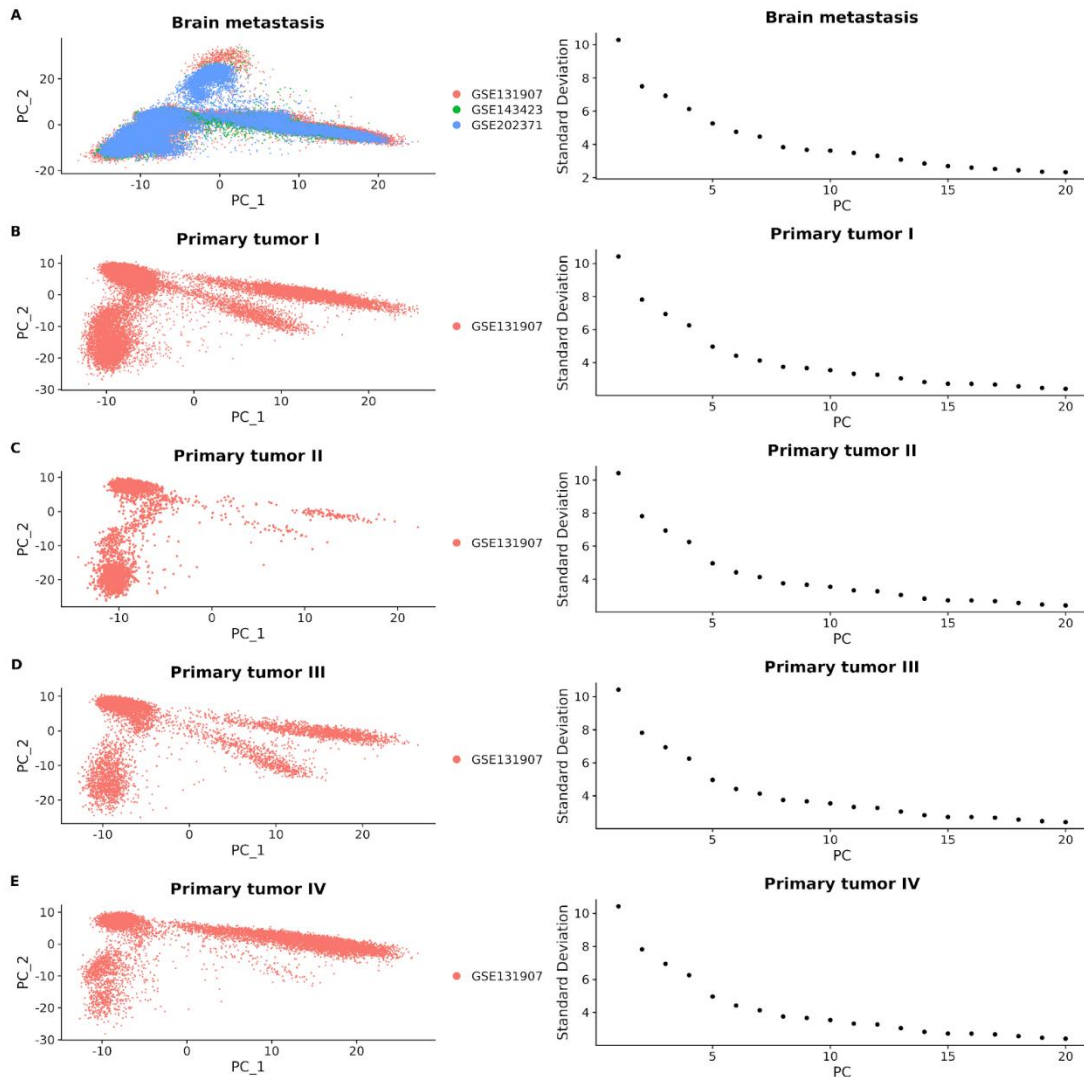 A
Brain metastasis
20
0
-20
PC_2
-10
0
10
20
PC_1
GSE131907
GSE143423
GSE202371
Brain metastasis
10
8
6
4
2
Standard Deviation
5
10
15
20
PC
B
Primary tumor I
10
0
-10
-20
-30
PC_2
-10
0
10
20
PC_1
GSE131907
Primary tumor I
10
8
6
4
Standard Deviation
5
10
15
20
PC
C
Primary tumor II
10
0
-10
-20
PC_2
-10
0
10
20
PC_1
GSE131907
Primary tumor II
10
8
6
4
Standard Deviation
5
10
15
20
PC
D
Primary tumor III
10
0
-10
-20
PC_2
-10
0
10
20
PC_1
GSE131907
Primary tumor III
10
8
6
4
Standard Deviation
5
10
15
20
PC
E
Primary tumor IV
10
0
-10
-20
-30
PC_2
-10
0
10
20
PC_1
GSE131907
Primary tumor IV
10
8
6
4
Standard Deviation
5
10
15
20
PC